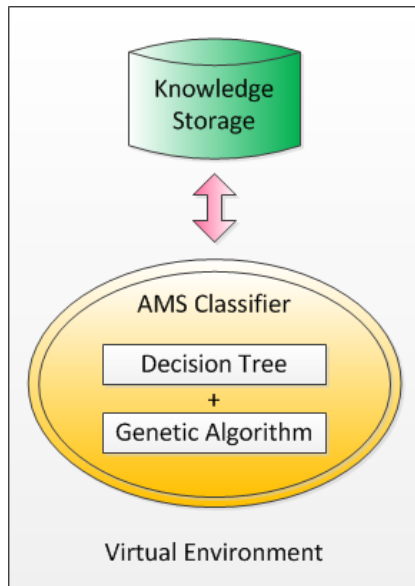 Knowledge
Storage
AMS Classifier
Decision Tree
+
Genetic Algorithm
Virtual Environment